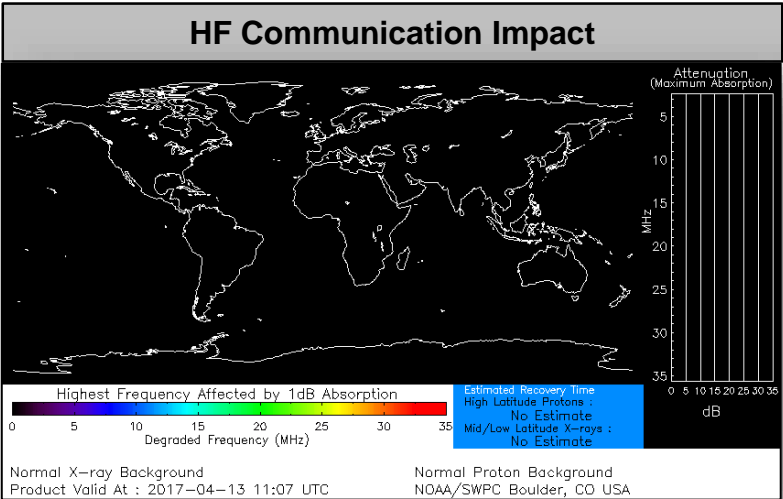 HF Communication Impact
Attenuation
(Maximum Absorption)
5
10
15
20
25
30
35
MHz
0 5 10 15 20 25 30 35
dB
Highest Frequency Affected by 1dB Absorption
0 5 10 15 20 25 30 35
Degraded Frequency (MHz)
Estimated Recovery Time
High Latitude Protons :
No Estimate
Mid/Low Latitude X-rays :
No Estimate
Normal X-ray Background
Normal Proton Background
Product Valid At : 2017-04-13 11:07 UTC
NOAA/SWPC Boulder, CO USA